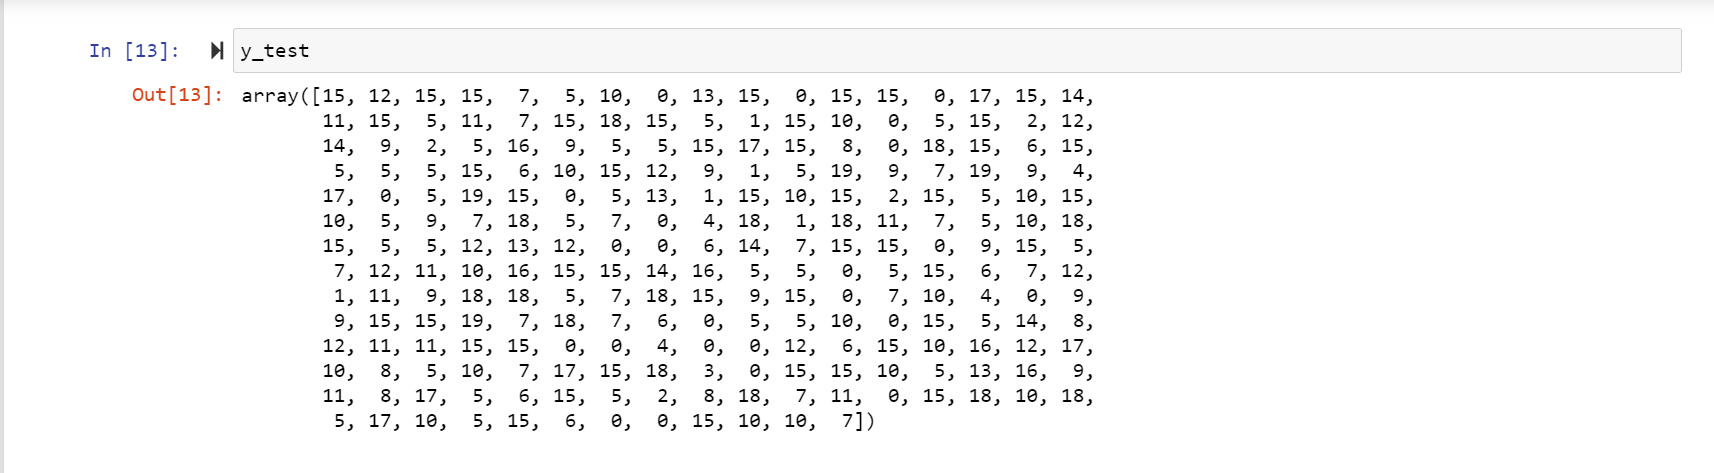 In [13]: y_test
Out[13]: array([15, 12, 15, 15, 7, 5, 10, 0, 13, 15, 0, 15, 15, 0, 17, 15, 14,
11, 15, 5, 11, 7, 15, 18, 15, 5, 1, 15, 10, 0, 5, 15, 2, 12,
14, 9, 2, 5, 16, 9, 5, 5, 15, 17, 15, 8, 0, 18, 15, 6, 15,
5, 5, 5, 15, 6, 10, 15, 12, 9, 1, 5, 19, 9, 7, 19, 9, 4,
17, 0, 5, 19, 15, 0, 5, 13, 1, 15, 10, 15, 2, 15, 5, 10, 15,
10, 5, 9, 7, 18, 5, 7, 0, 4, 18, 1, 18, 11, 7, 5, 10, 18,
15, 5, 5, 12, 13, 12, 0, 0, 6, 14, 7, 15, 15, 0, 9, 15, 5,
7, 12, 11, 10, 16, 15, 15, 14, 16, 5, 5, 0, 5, 15, 6, 7, 12,
1, 11, 9, 18, 18, 5, 7, 18, 15, 9, 15, 0, 7, 10, 4, 0, 9,
9, 15, 15, 19, 7, 18, 7, 6, 0, 5, 5, 10, 0, 15, 5, 14, 8,
12, 11, 11, 15, 15, 0, 0, 4, 0, 0, 12, 6, 15, 10, 16, 12, 17,
10, 8, 5, 10, 7, 17, 15, 18, 3, 0, 15, 15, 10, 5, 13, 16, 9,
11, 8, 17, 5, 6, 15, 5, 2, 8, 18, 7, 11, 0, 15, 18, 10, 18,
5, 17, 10, 5, 15, 6, 0, 0, 15, 10, 10, 7])